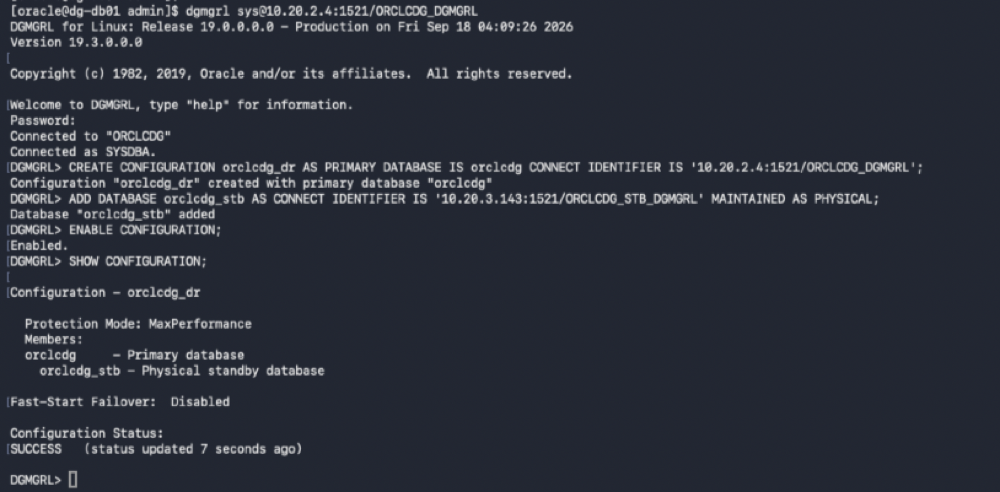 [oracle@dg-db01 admin]$ dgmgrl sys@10.20.2.4:1521/ORCLCDG_DGMGRL
DGMGRL for Linux: Release 19.0.0.0.0 - Production on Fri Sep 18 04:09:26 2026
Version 19.3.0.0.0
[
Copyright (c) 1982, 2019, Oracle and/or its affiliates.  All rights reserved.
[Welcome to DGMGRL, type "help" for information.
Password:
Connected to "ORCLCDG"
Connected as SYSDBA.
[DGMGRL> CREATE CONFIGURATION orclcdg_dr AS PRIMARY DATABASE IS orclcdg CONNECT IDENTIFIER IS '10.20.2.4:1521/ORCLCDG_DGMGRL';
Configuration "orclcdg_dr" created with primary database "orclcdg"
DGMGRL> ADD DATABASE orclcdg_stb AS CONNECT IDENTIFIER IS '10.20.3.143:1521/ORCLCDG_STB_DGMGRL' MAINTAINED AS PHYSICAL;
Database "orclcdg_stb" added
[DGMGRL> ENABLE CONFIGURATION;
[Enabled.
[DGMGRL> SHOW CONFIGURATION;
[
[Configuration - orclcdg_dr
Protection Mode: MaxPerformance
Members:
orclcdg     - Primary database
orclcdg_stb - Physical standby database
[Fast-Start Failover:  Disabled
Configuration Status:
[SUCCESS   (status updated 7 seconds ago)
DGMGRL>